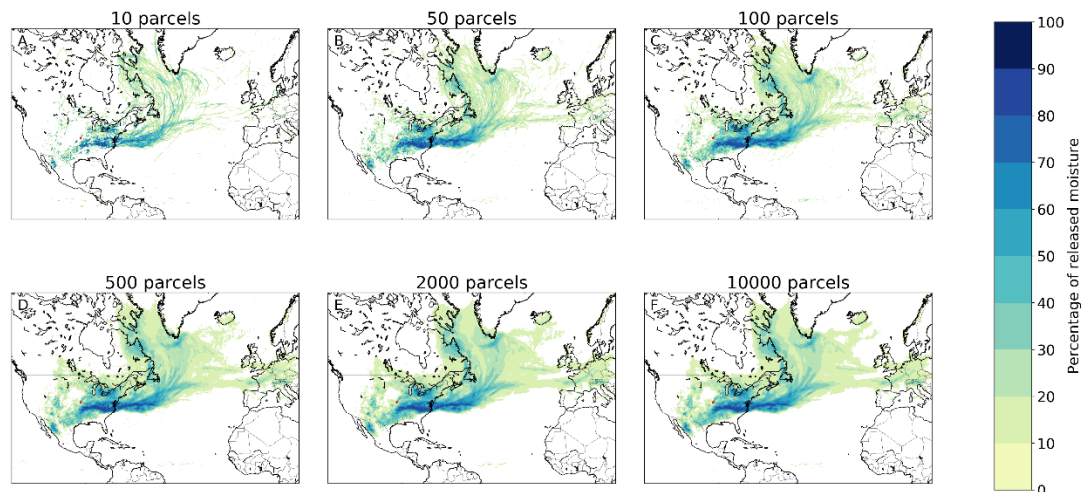 10 parcels
50 parcels
100 parcels
A
B
C
500 parcels
2000 parcels
10000 parcels
D
E
F
100
90
80
70
60
50
40
30
20
10
0
Percentage of released moisture